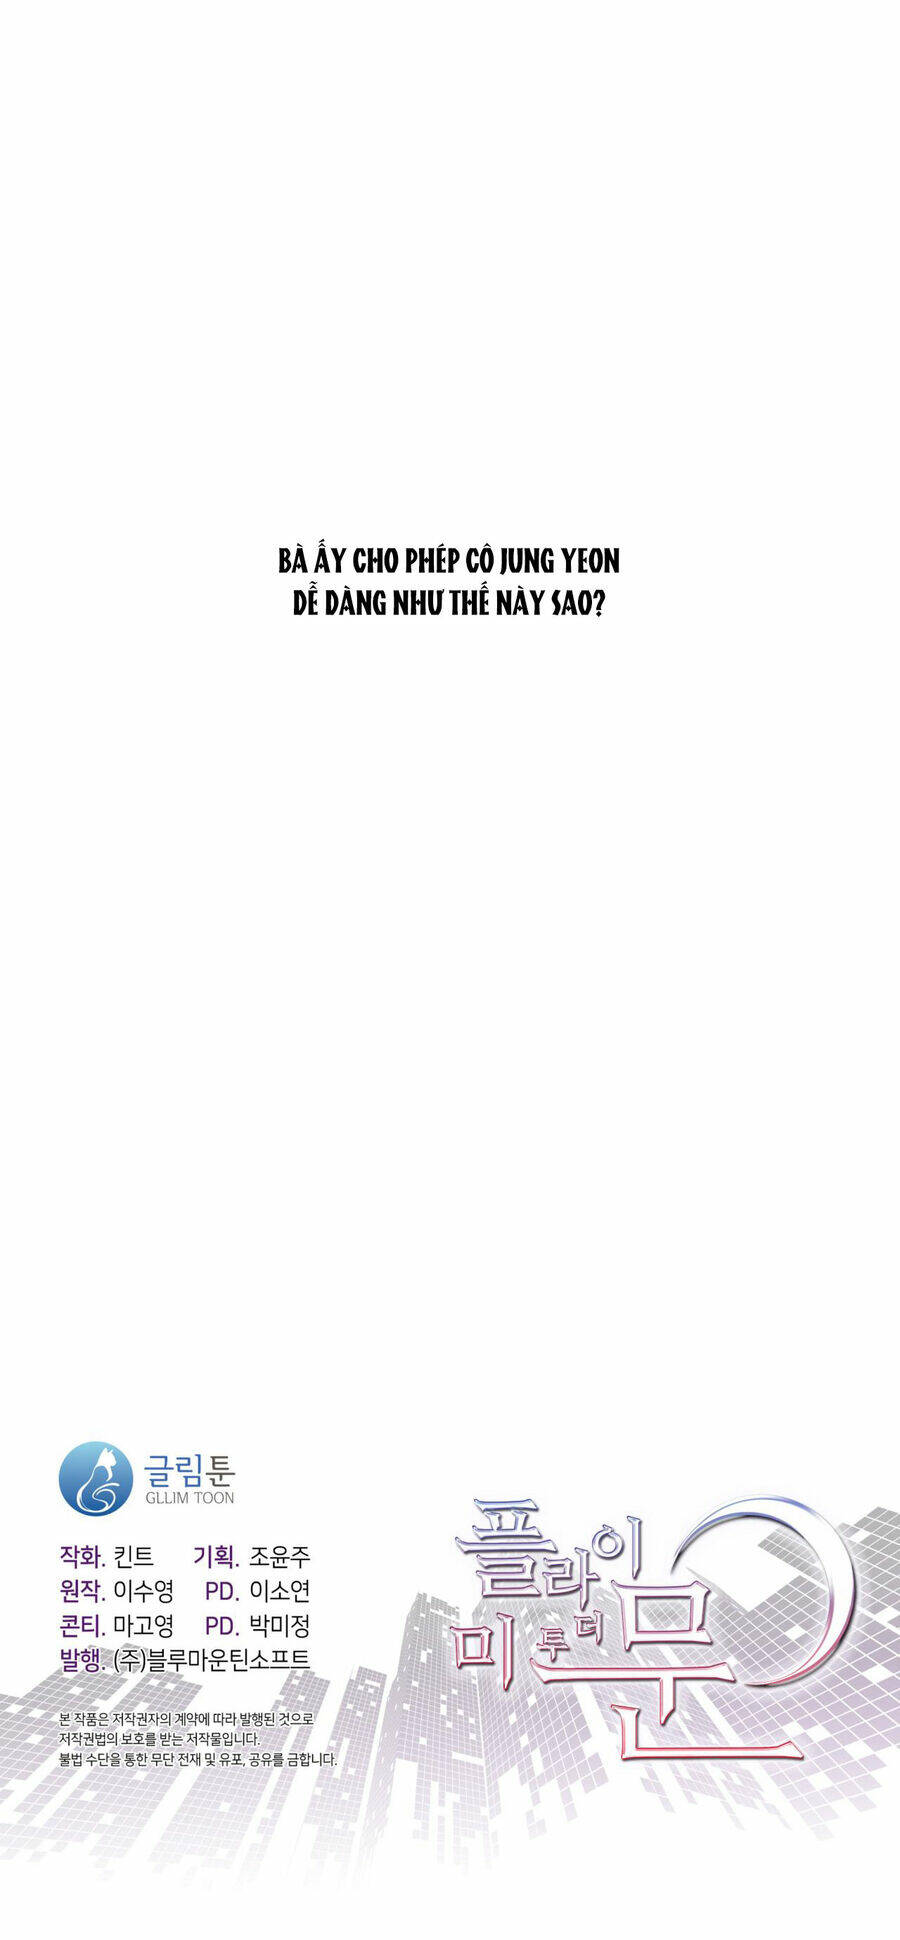 BÀ ẤY CHO PHÉP CÔ JUNG YEON
DỄ DÀNG NHƯ THẾ NÀY SAO?
글림툰
GLLIM TOON
작화. 킨트 기획. 조윤주
원작. 이수영 PD. 이소연
콘티. 마고영 PD. 박미정
발행. (주)블루마운틴소프트
본 작품은 저작권자의 계약에 따라 발행된 것으로
저작권법의 보호를 받는 저작물입니다.
불법 수단을 통한 무단 전재 및 유포, 공유를 금합니다.
플라이
미 투 더 문